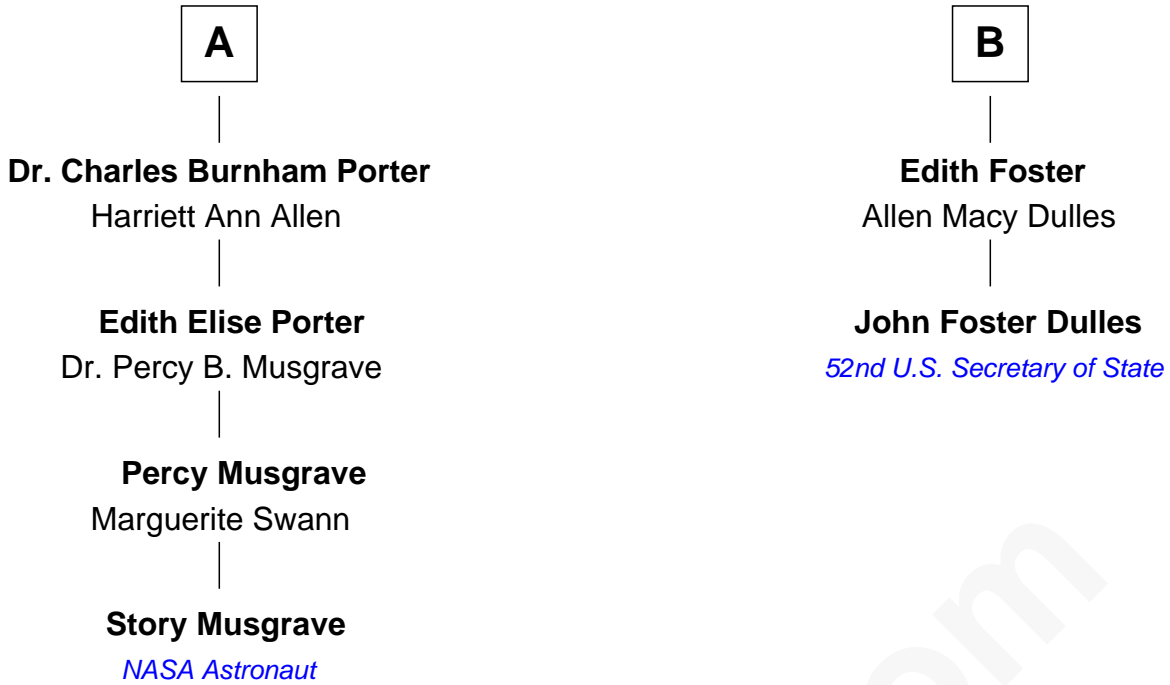 A
Dr. Charles Burnham Porter
Harriett Ann Allen
Edith Elise Porter
Dr. Percy B. Musgrave
Percy Musgrave
Marguerite Swann
Story Musgrave
NASA Astronaut
B
Edith Foster
Allen Macy Dulles
John Foster Dulles
52nd U.S. Secretary of State
om